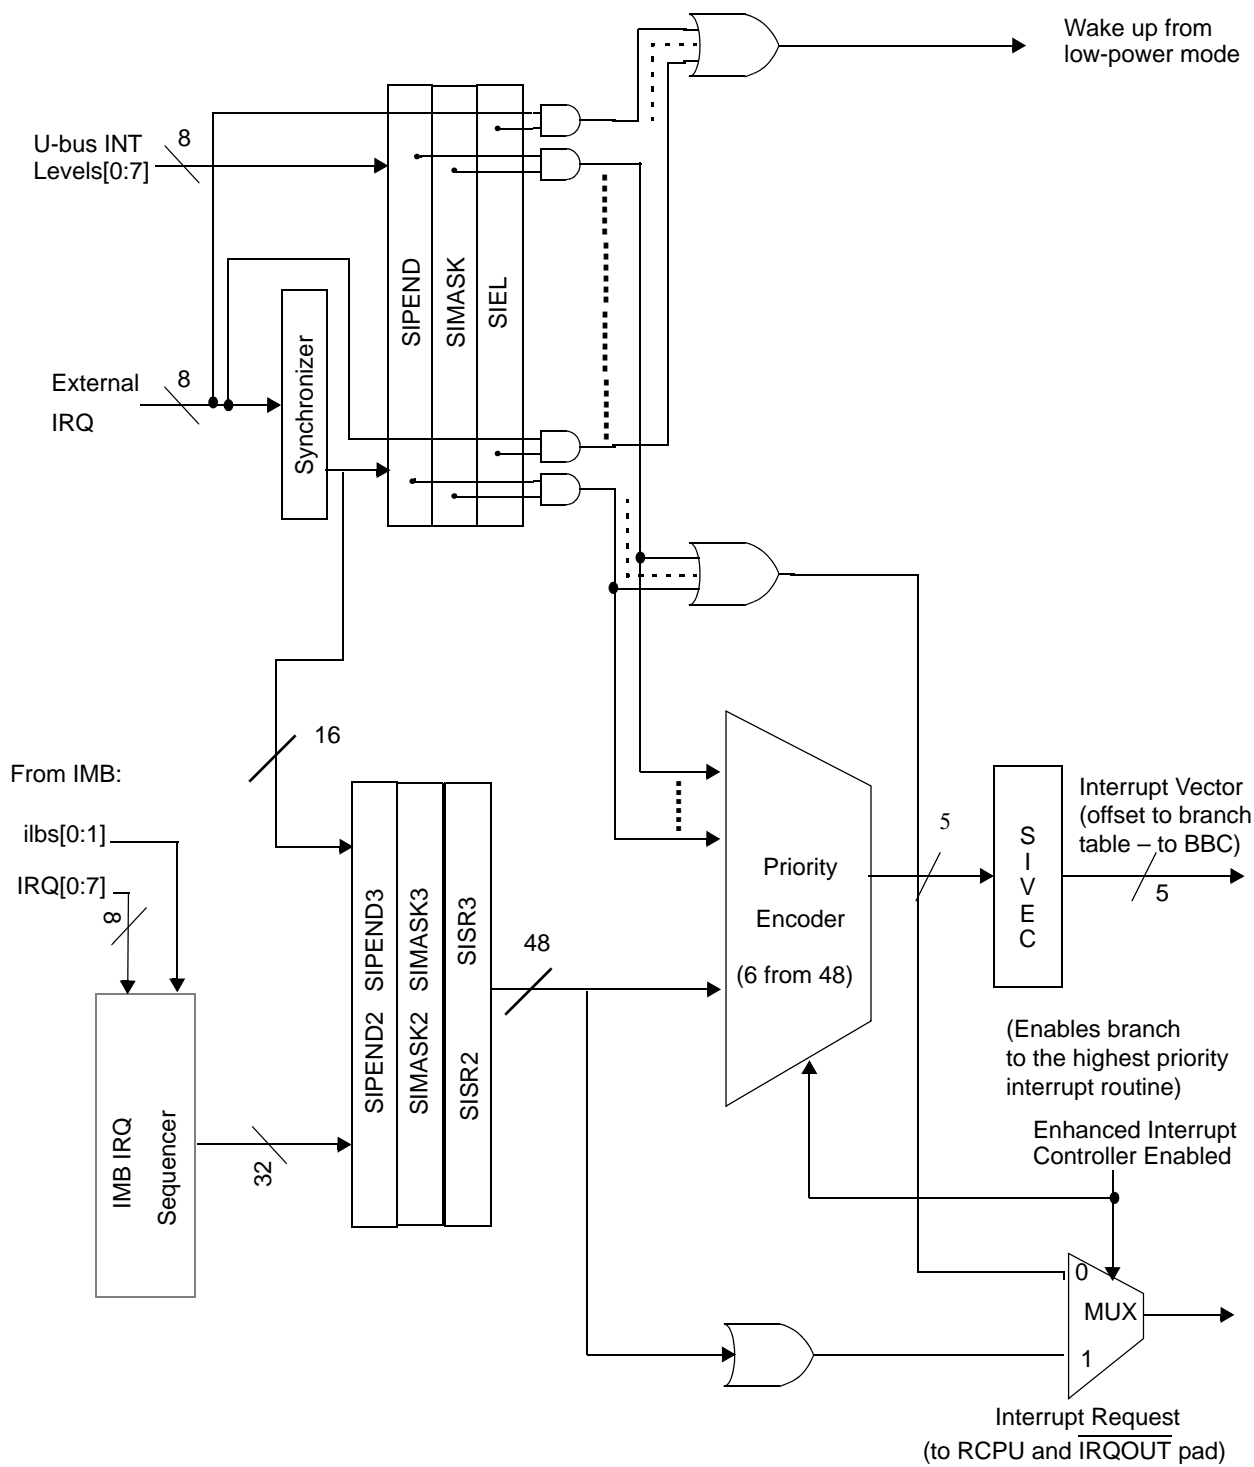 Wake up from
low-power mode
U-bus INT
Levels[0:7]
8
SIPEND
SIMASK
SIEL
External
IRQ
8
Synchronizer
16
From IMB:
ilbs[0:1]
IRQ[0:7]
8
IMB IRQ
Sequencer
32
SIPEND2 SIPEND3
SIMASK2 SIMASK3
SISR2 SISR3
48
Priority
Encoder
(6 from 48)
5
SIVEC
Interrupt Vector
(offset to branch
table – to BBC)
5
(Enables branch
to the highest priority
interrupt routine)
Enhanced Interrupt
Controller Enabled
0
MUX
1
Interrupt Request
(to RCPU and IRQOUT pad)